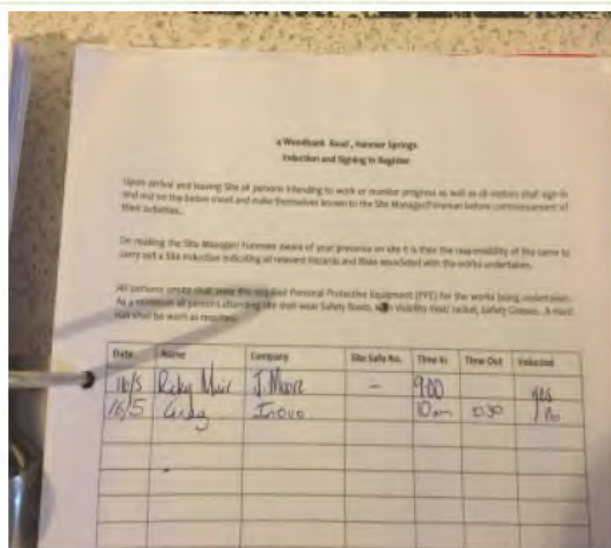 4 Woodbank Road, Hanmer Springs
Induction and Signing In Register
Upon arrival and leaving Site all persons intending to work or monitor progress as well as all visitors shall sign in
and out on the below sheet and make themselves known to the Site Manager/Foreman before commencement of
their activities.
On making the Site Manager/ Foreman aware of your presence on site it is then the responsibility of the same to
carry out a Site Induction indicating all relevant Hazards and Risks associated with the works undertaken.
All persons onsite shall wear the required Personal Protective Equipment (PPE) for the works being undertaken.
As a minimum all persons attending site shall wear Safety Boots, High Visibility Vest/ Jacket, Safety Glasses. A Hard
Hat shall be worn as required.
Date Name Company Site Safe No. Time In Time Out Inducted
16/5 Ricky Muir J. Moore - 9:00 yes
16/5 Inovo 10am No